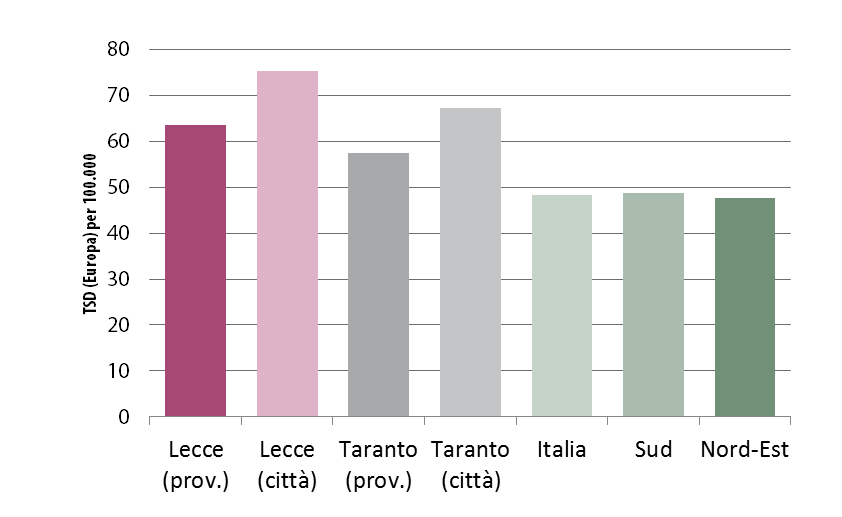 TSD (Europa) per 100.000
80
70
60
50
40
30
20
10
0
Lecce (prov.)
Lecce (città)
Taranto (prov.)
Taranto (città)
Italia
Sud
Nord-Est